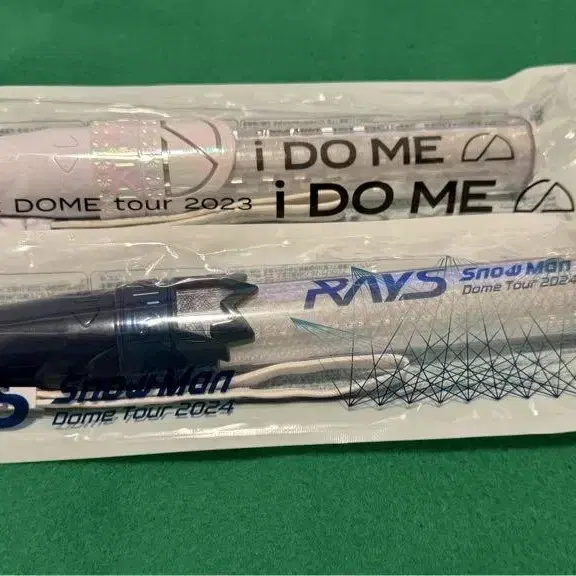 i DO ME
DOME tour 2023 i DO ME
RAYS Snow Man
Dome Tour 2024
S Snow Man
Dome Tour 2024